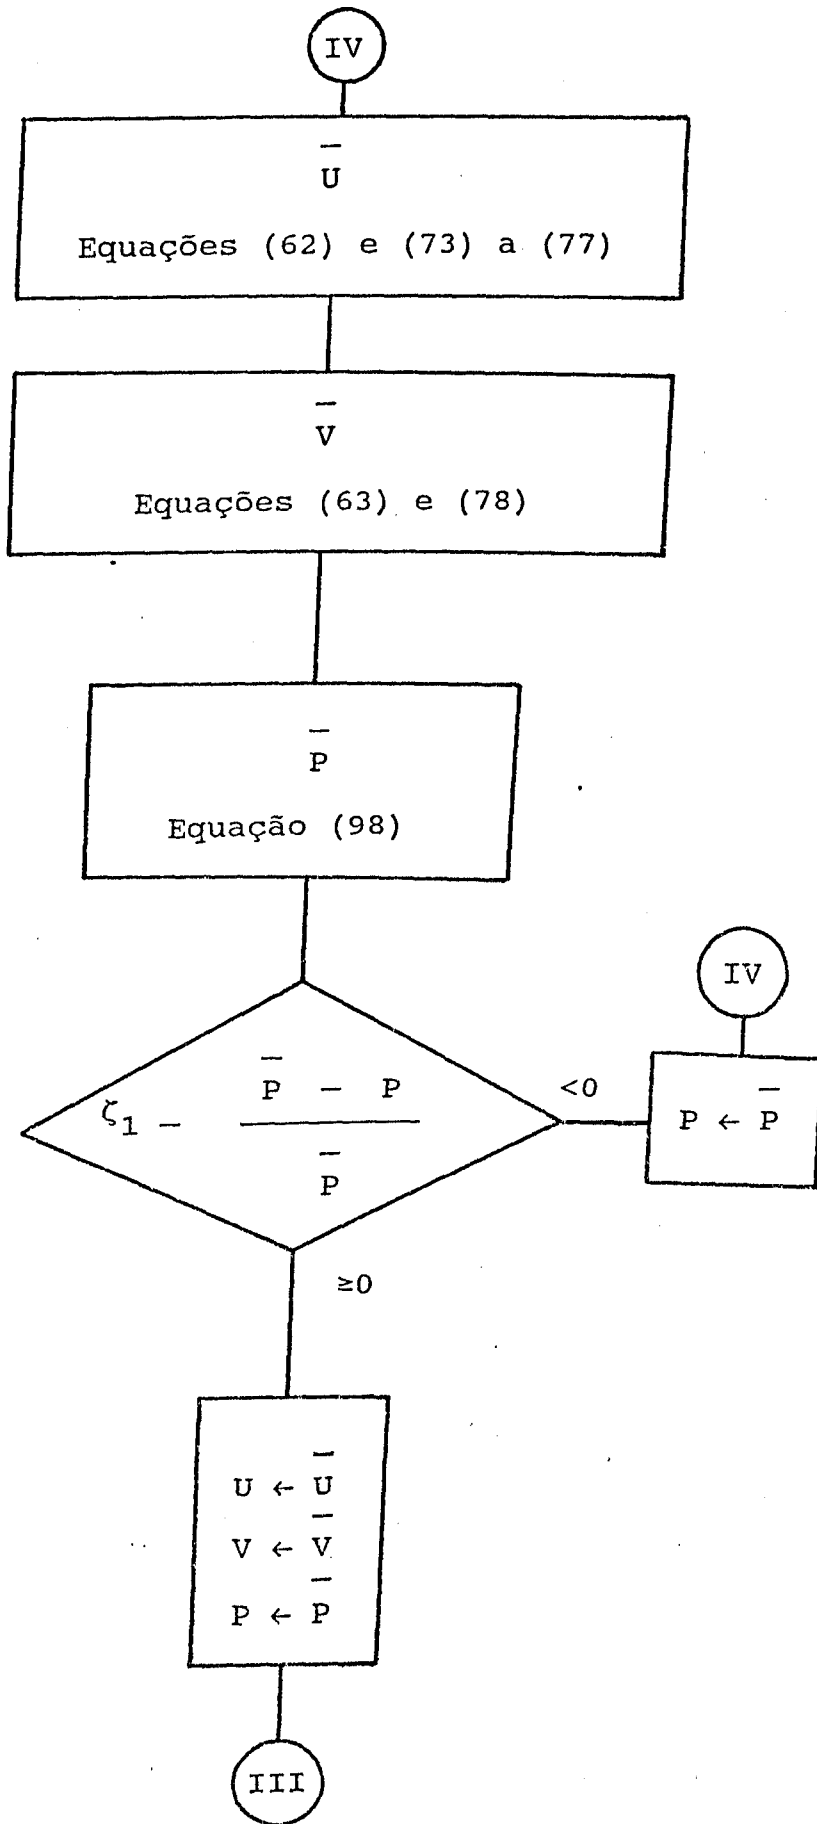 IV
U̅
Equações (62) e (73) a (77)
V̅
Equações (63) e (78)
P̅
Equação (98)
IV
ζ1 − (P̅ − P) / P̅
<0
P ← P̅
≥0
U ← U̅
V ← V̅
P ← P̅
III